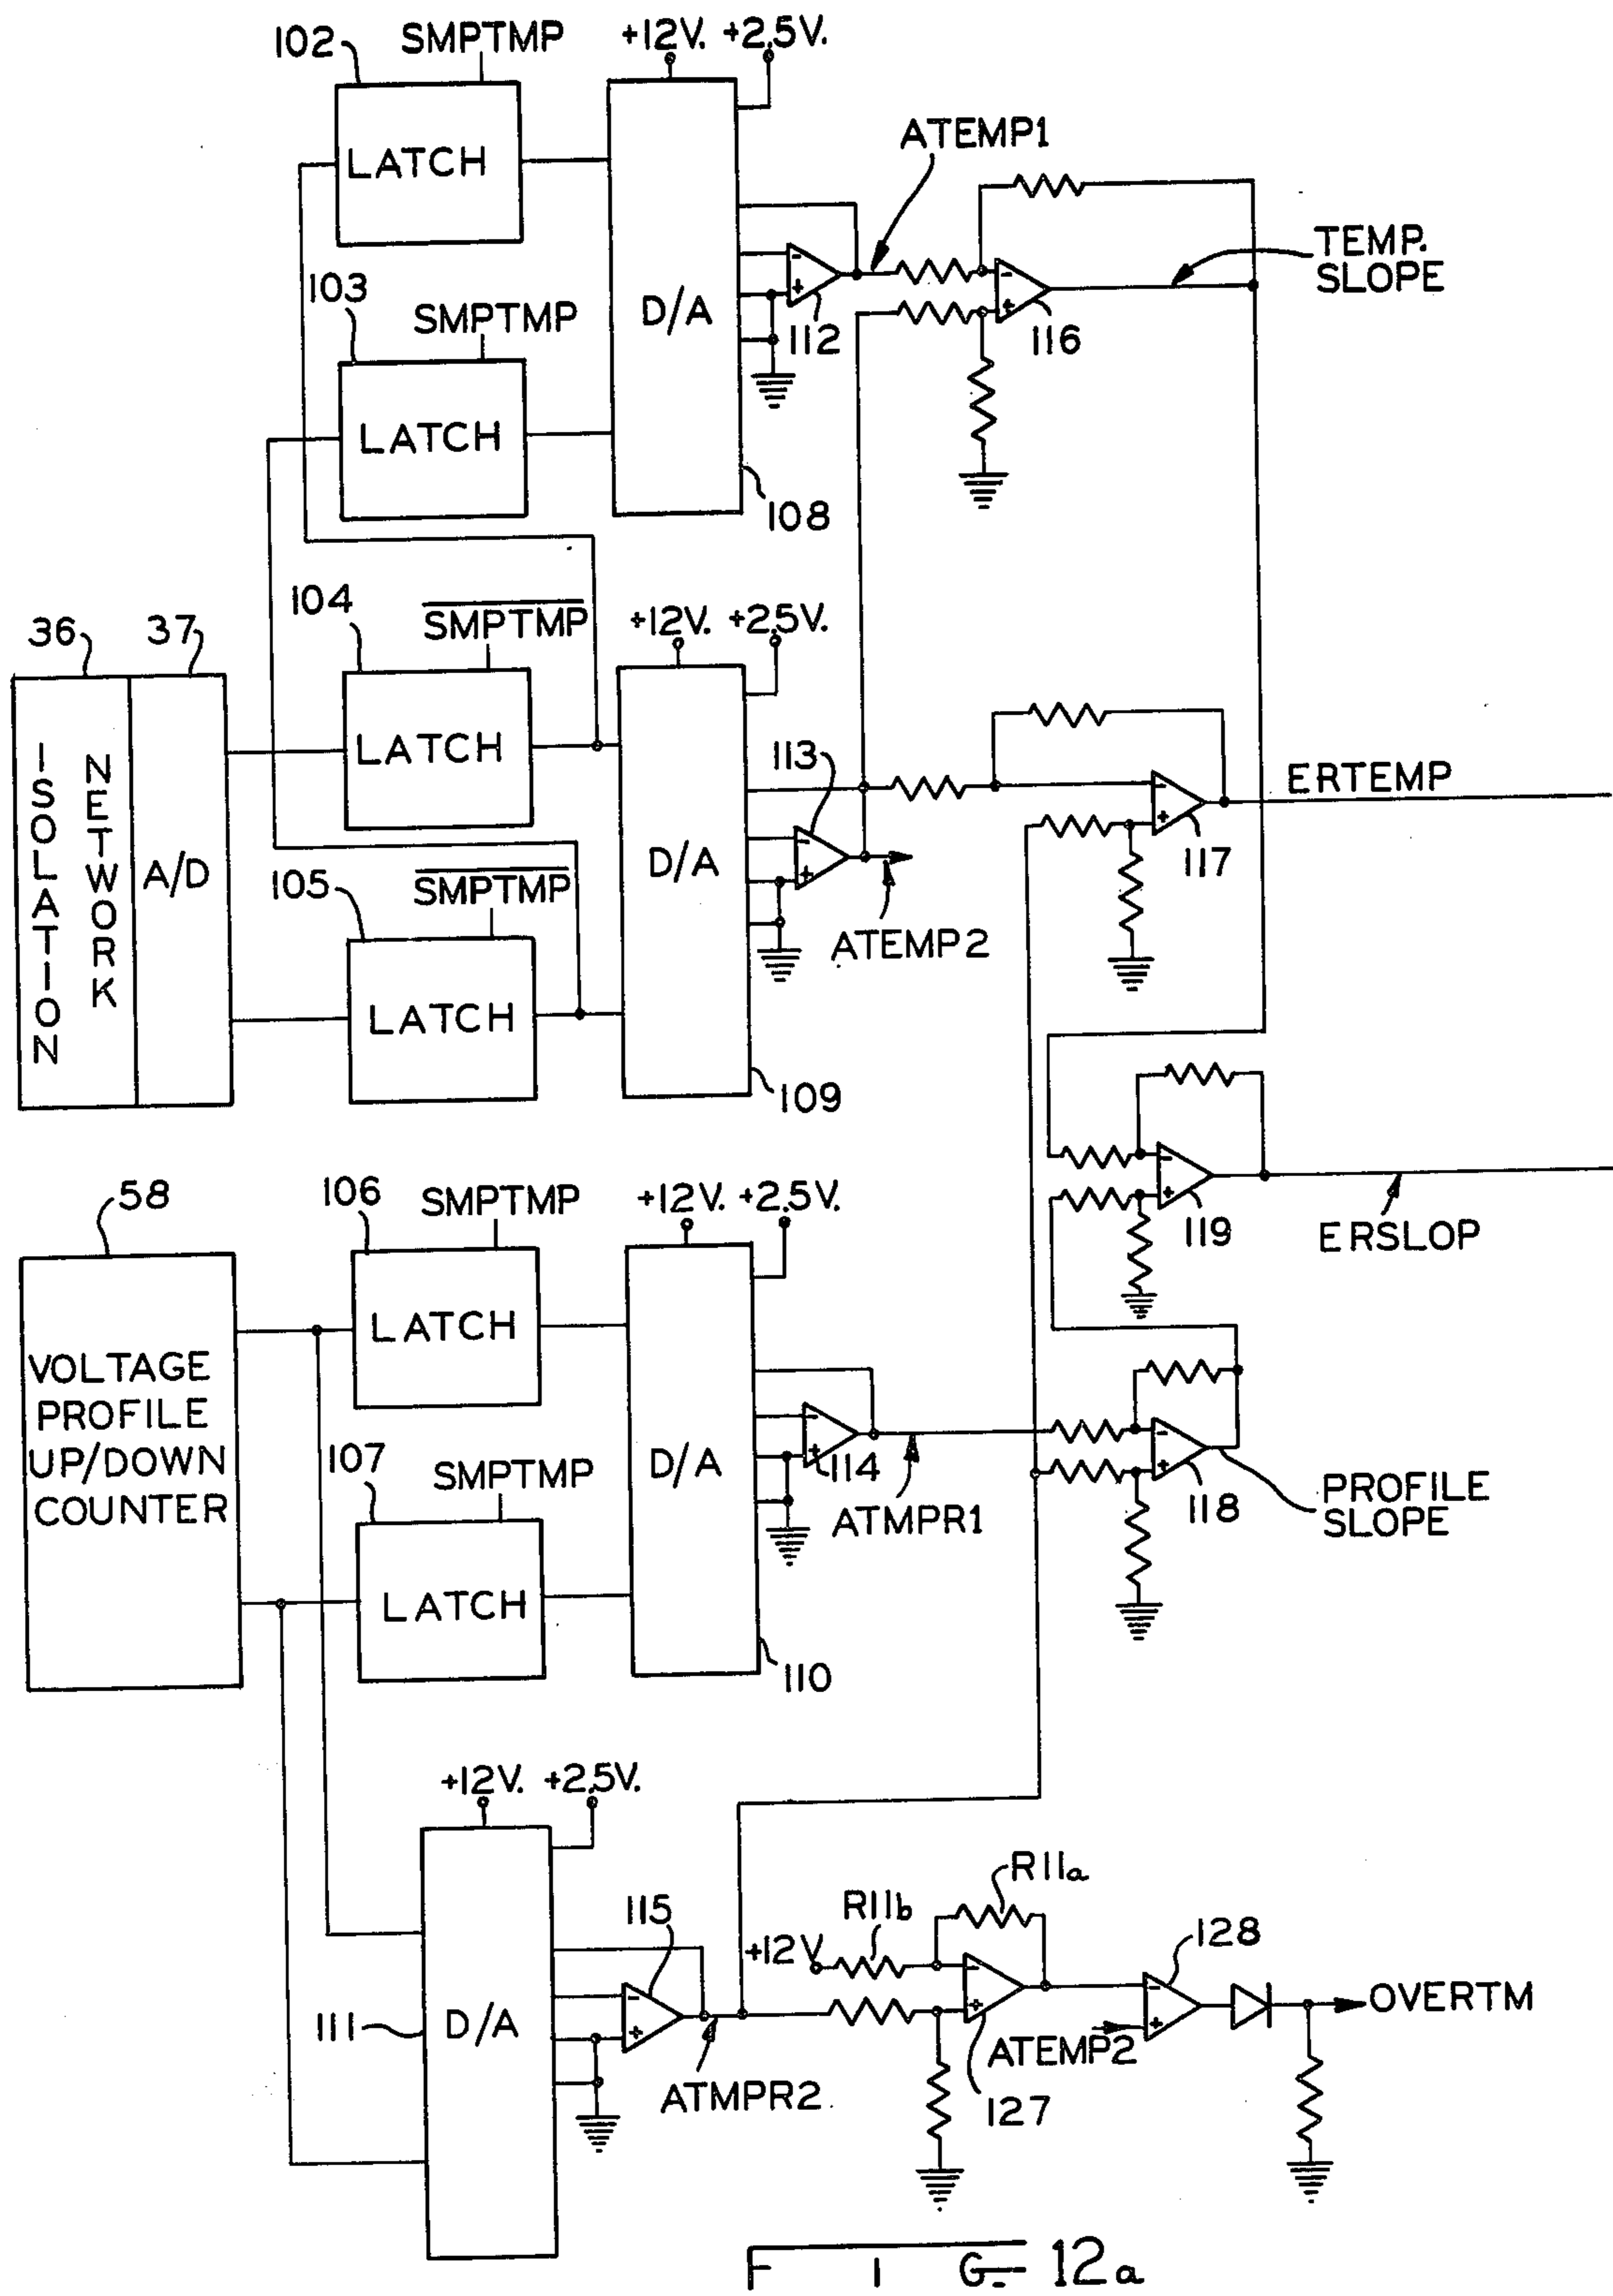 102
SMPTMP
+12V. +2.5V.
LATCH
ATEMP1
TEMP.
SLOPE
103
SMPTMP
D/A
112
116
LATCH
108
104
SMPTMP
+12V. +2.5V.
36
37
LATCH
113
ERTEMP
ISOLATION
NETWORK
A/D
D/A
117
105
SMPTMP
ATEMP2
LATCH
109
58
106
SMPTMP
+12V. +2.5V.
119
ERSLOP
LATCH
VOLTAGE
PROFILE
UP/DOWN
COUNTER
107
SMPTMP
D/A
114
ATMPR1
118
PROFILE
SLOPE
LATCH
110
+12V. +2.5V.
R11a
R11b
115
+12V
128
111
D/A
OVERTM
ATEMP2
ATMPR2
127
FIG- 12a